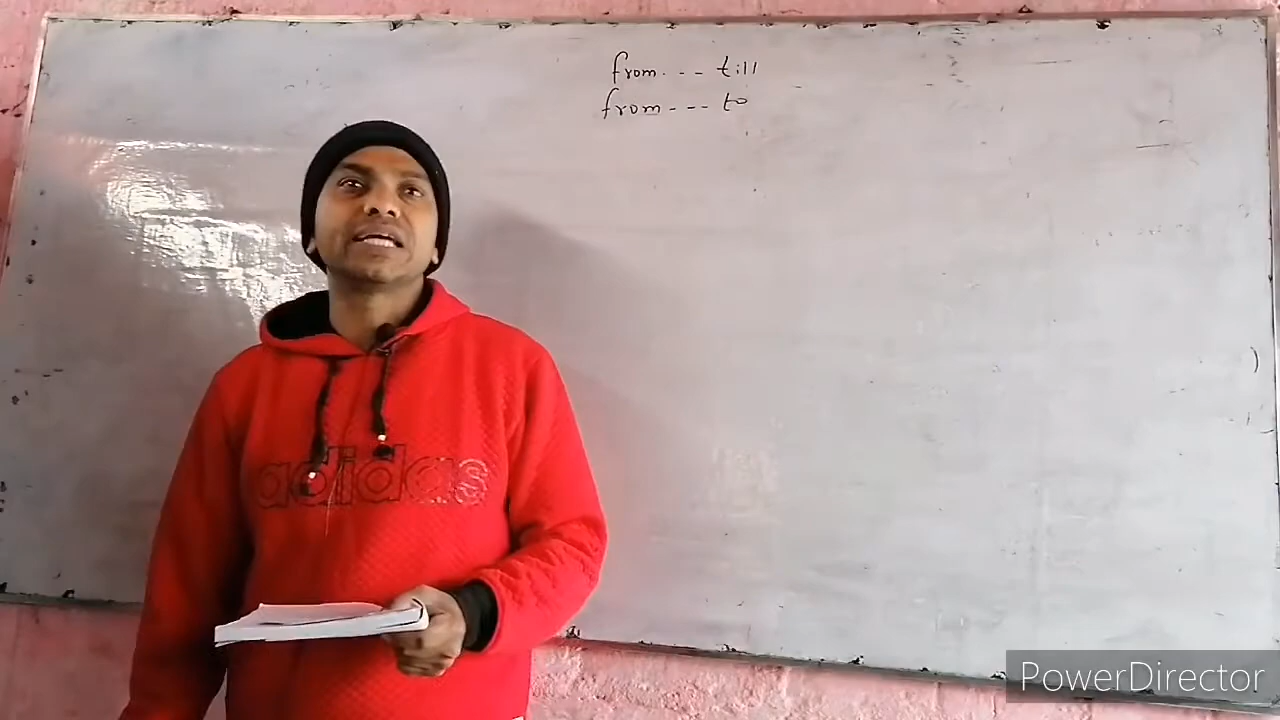 from - - - till
from - - - to
adidas
PowerDirector